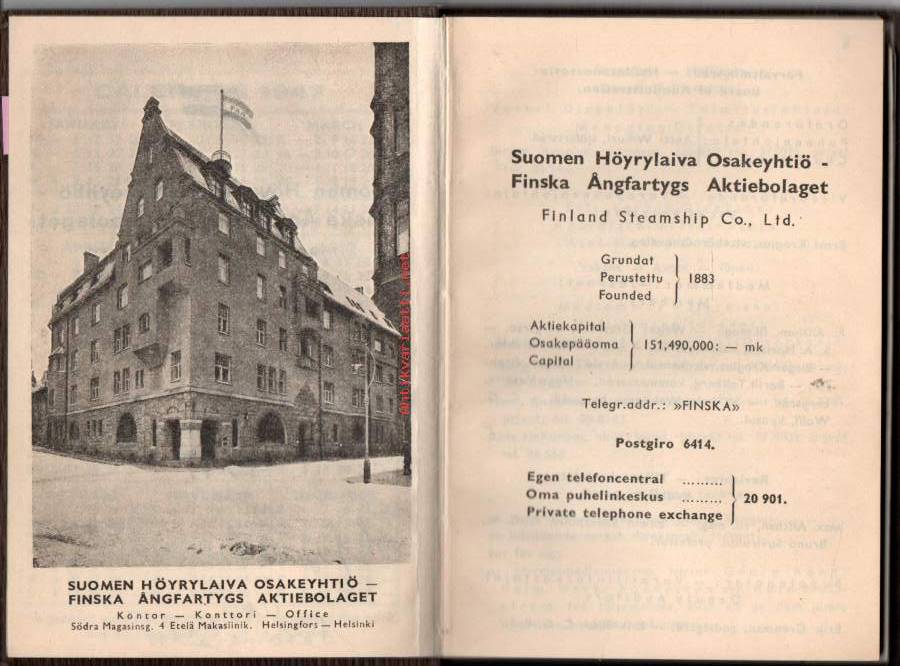 Antikvariaatti.net
SUOMEN HÖYRYLAIVA OSAKEYHTIÖ —
FINSKA ÅNGFARTYGS AKTIEBOLAGET
Kontor — Konttori — Office
Södra Magasinsg. 4 Etelä Makasiinik. Helsingfors — Helsinki
Suomen Höyrylaiva Osakeyhtiö -
Finska Ångfartygs Aktiebolaget
Finland Steamship Co., Ltd.
Grundat
Perustettu 1883
Founded
Aktiekapital
Osakepääoma 151,490,000: — mk
Capital
Telegr.addr.: »FINSKA»
Postgiro 6414.
Egen telefoncentral ..........
Oma puhelinkeskus .......... 20 901.
Private telephone exchange